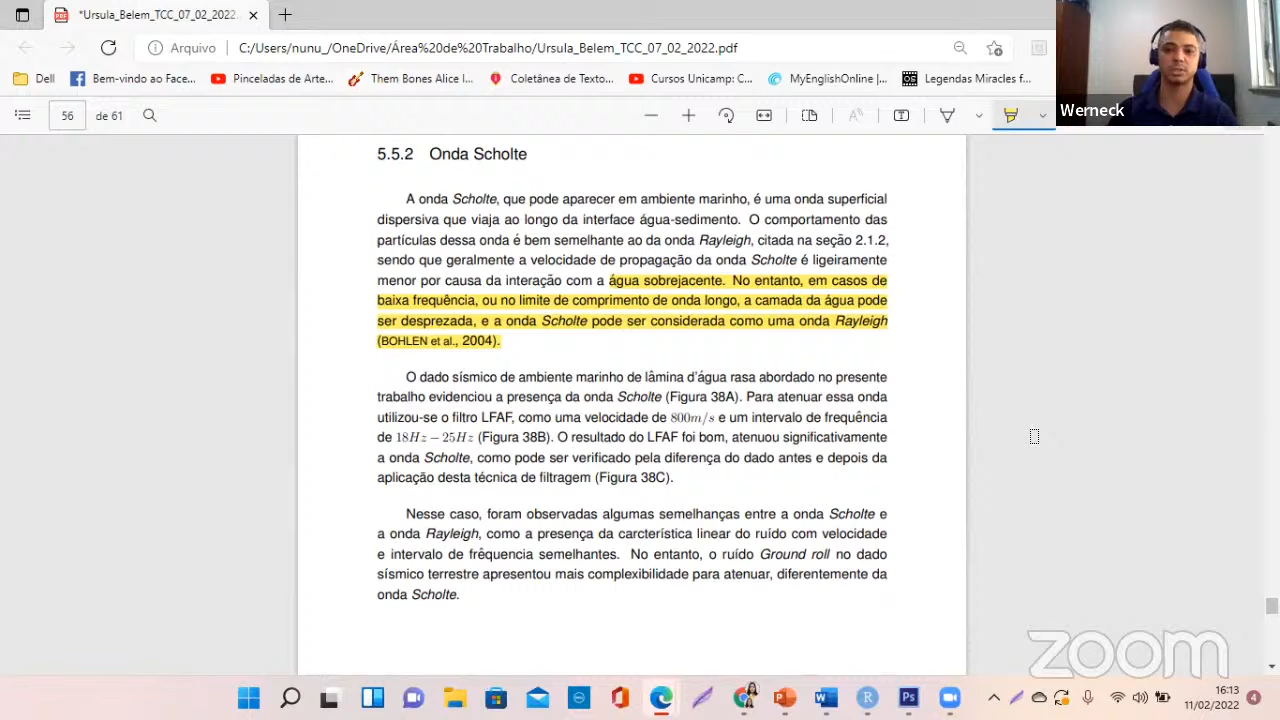 *Ursula_Belem_TCC_07_02_2022.
Arquivo
C:/Users/nunu_/OneDrive/Área%20de%20Trabalho/Ursula_Belem_TCC_07_02_2022.pdf
Dell
Bem-vindo ao Face...
Pinceladas de Arte...
Them Bones Alice I...
Coletânea de Texto...
Cursos Unicamp: C...
MyEnglishOnline |...
Legendas Miracles f...
56 de 61
Werneck
5.5.2 Onda Scholte
A onda Scholte, que pode aparecer em ambiente marinho, é uma onda superficial
dispersiva que viaja ao longo da interface água-sedimento. O comportamento das
partículas dessa onda é bem semelhante ao da onda Rayleigh, citada na seção 2.1.2,
sendo que geralmente a velocidade de propagação da onda Scholte é ligeiramente
menor por causa da interação com a água sobrejacente. No entanto, em casos de
baixa frequência, ou no limite de comprimento de onda longo, a camada da água pode
ser desprezada, e a onda Scholte pode ser considerada como uma onda Rayleigh
(BOHLEN et al., 2004).
O dado sísmico de ambiente marinho de lâmina d'água rasa abordado no presente
trabalho evidenciou a presença da onda Scholte (Figura 38A). Para atenuar essa onda
utilizou-se o filtro LFAF, como uma velocidade de 800m/s e um intervalo de frequência
de 18Hz − 25Hz (Figura 38B). O resultado do LFAF foi bom, atenuou significativamente
a onda Scholte, como pode ser verificado pela diferença do dado antes e depois da
aplicação desta técnica de filtragem (Figura 38C).
Nesse caso, foram observadas algumas semelhanças entre a onda Scholte e
a onda Rayleigh, como a presença da carcterística linear do ruído com velocidade
e intervalo de frêquencia semelhantes. No entanto, o ruído Ground roll no dado
sísmico terrestre apresentou mais complexibilidade para atenuar, diferentemente da
onda Scholte.
zoom
16:13
11/02/2022
4